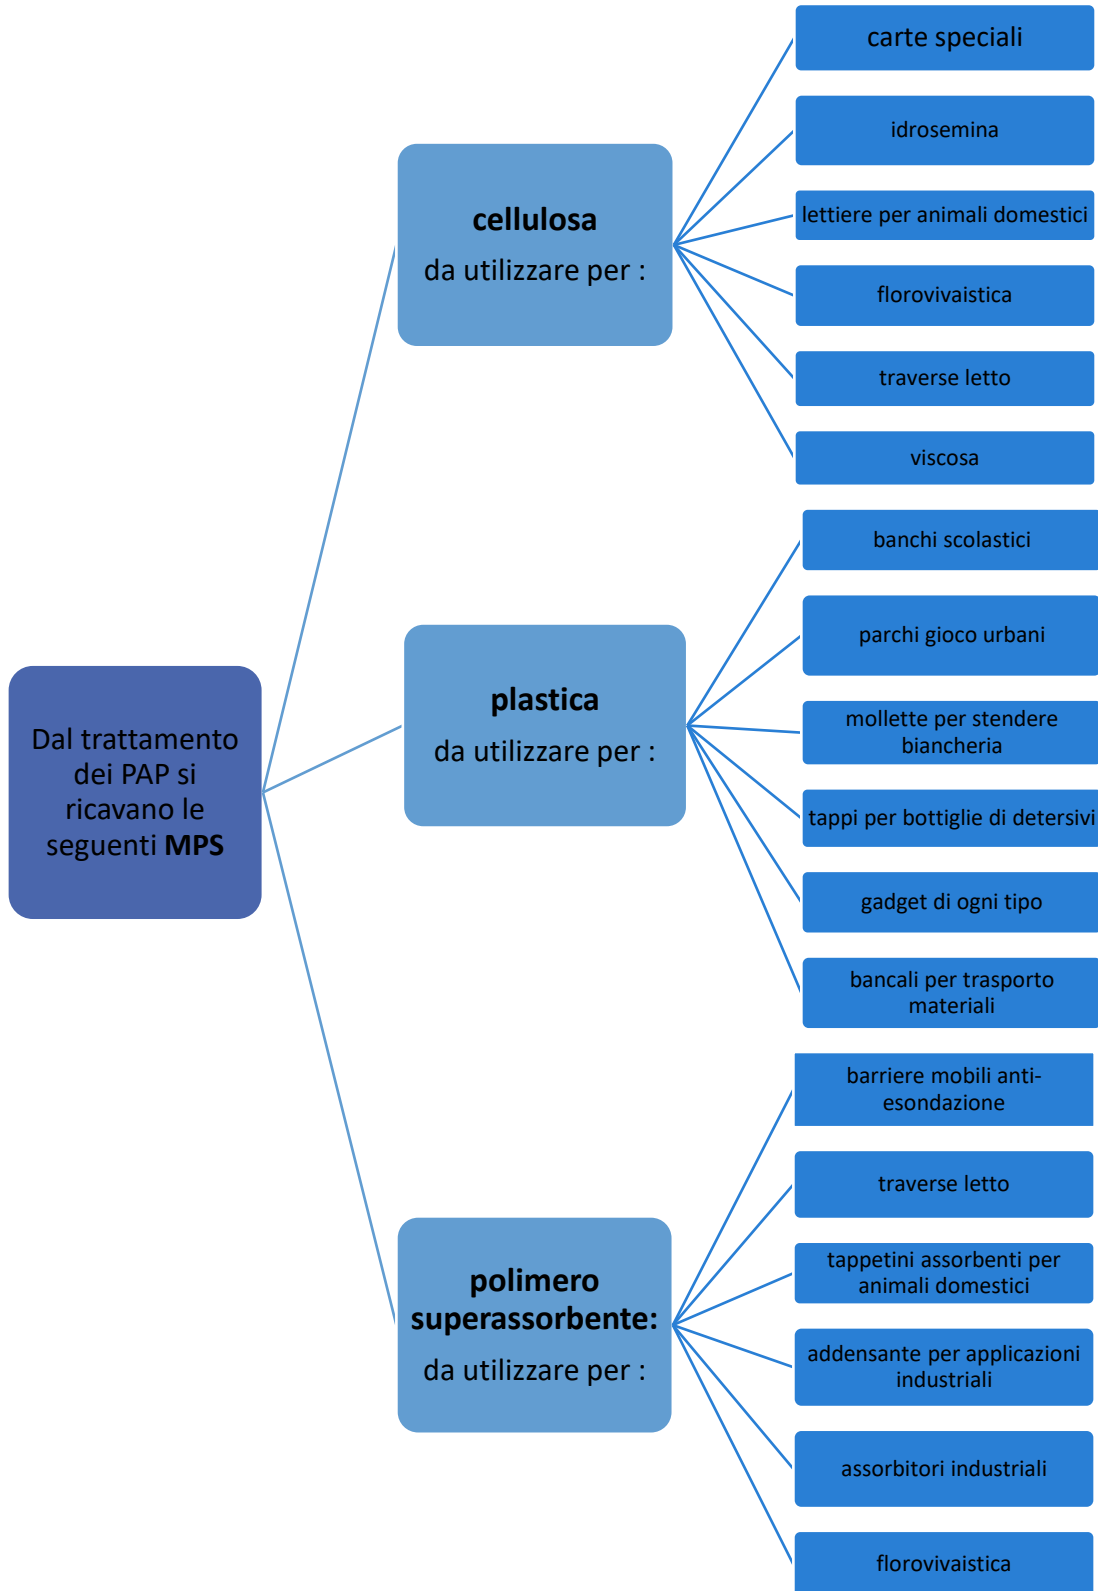 Dal trattamento
dei PAP si
ricavano le
seguenti MPS
cellulosa
da utilizzare per :
carte speciali
idrosemina
lettiere per animali domestici
florovivaistica
traverse letto
viscosa
plastica
da utilizzare per :
banchi scolastici
parchi gioco urbani
mollette per stendere
biancheria
tappi per bottiglie di detersivi
gadget di ogni tipo
bancali per trasporto
materiali
polimero
superassorbente:
da utilizzare per :
barriere mobili anti-
esondazione
traverse letto
tappetini assorbenti per
animali domestici
addensante per applicazioni
industriali
assorbitori industriali
florovivaistica